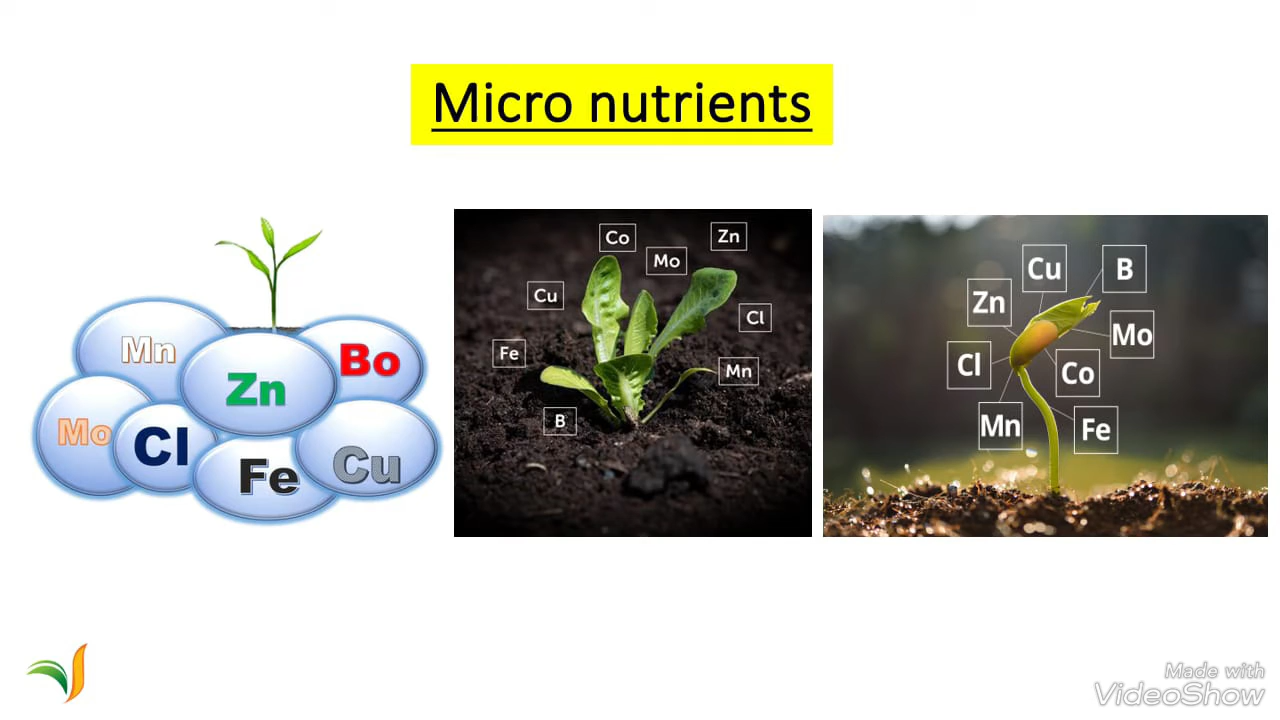 Micro nutrients
Mn
Zn
Bo
Mo
Cl
Fe
Cu
Co
Zn
Mo
Cu
Cl
Fe
Mn
B
Cu
B
Zn
Mo
Cl
Co
Mn
Fe
Made with
VideoShow